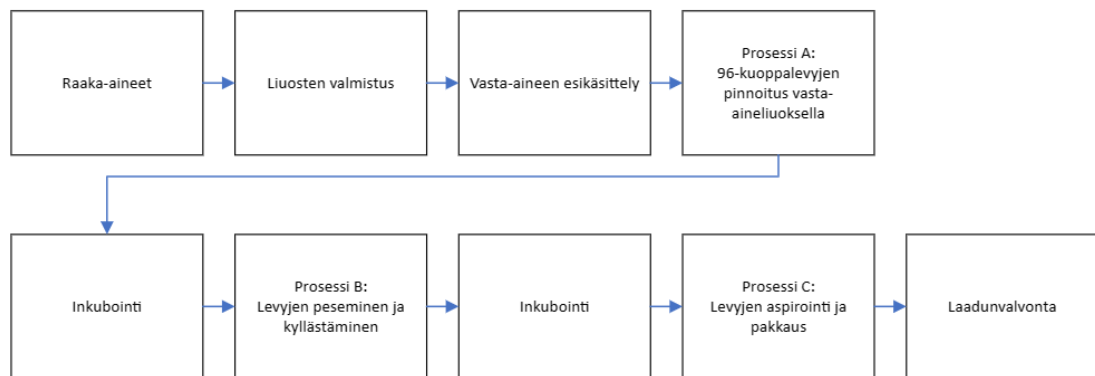 Raaka-aineet
Liuosten valmistus
Vasta-aineen esikäsittely
Prosessi A:
96-kuoppalevyjen
pinnoitus vasta-
aineliuoksella
Inkubointi
Prosessi B:
Levyjen peseminen ja
kyllästäminen
Inkubointi
Prosessi C:
Levyjen aspirointi ja
pakkaus
Laadunvalvonta